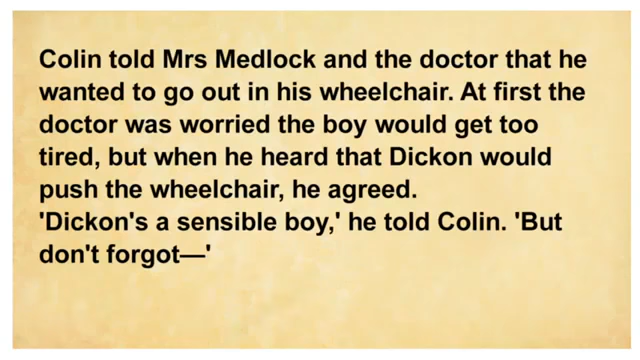 Colin told Mrs Medlock and the doctor that he
wanted to go out in his wheelchair. At first the
doctor was worried the boy would get too
tired, but when he heard that Dickon would
push the wheelchair, he agreed.
'Dickon's a sensible boy,' he told Colin. 'But
don't forgot—'